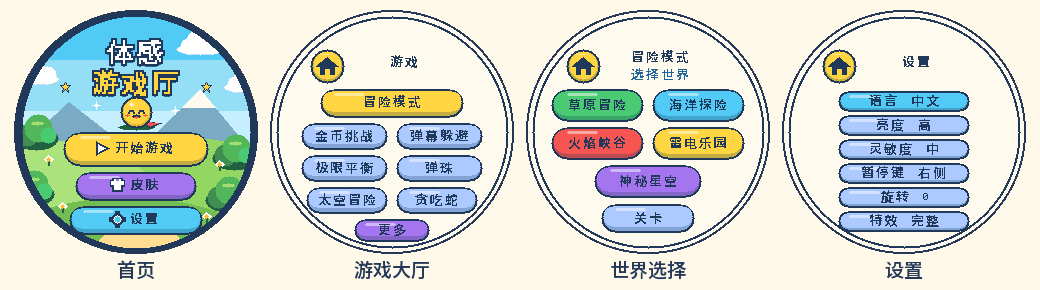 体感
游戏厅
开始游戏
皮肤
设置
首页
游戏
冒险模式
金币挑战 弹幕躲避
极限平衡 弹珠
太空冒险 贪吃蛇
更多
游戏大厅
冒险模式
选择世界
草原冒险 海洋探险
火焰峡谷 雷电乐园
神秘星空
关卡
世界选择
设置
语言 中文
亮度 高
灵敏度 中
暂停键 右侧
旋转 0
特效 完整
设置